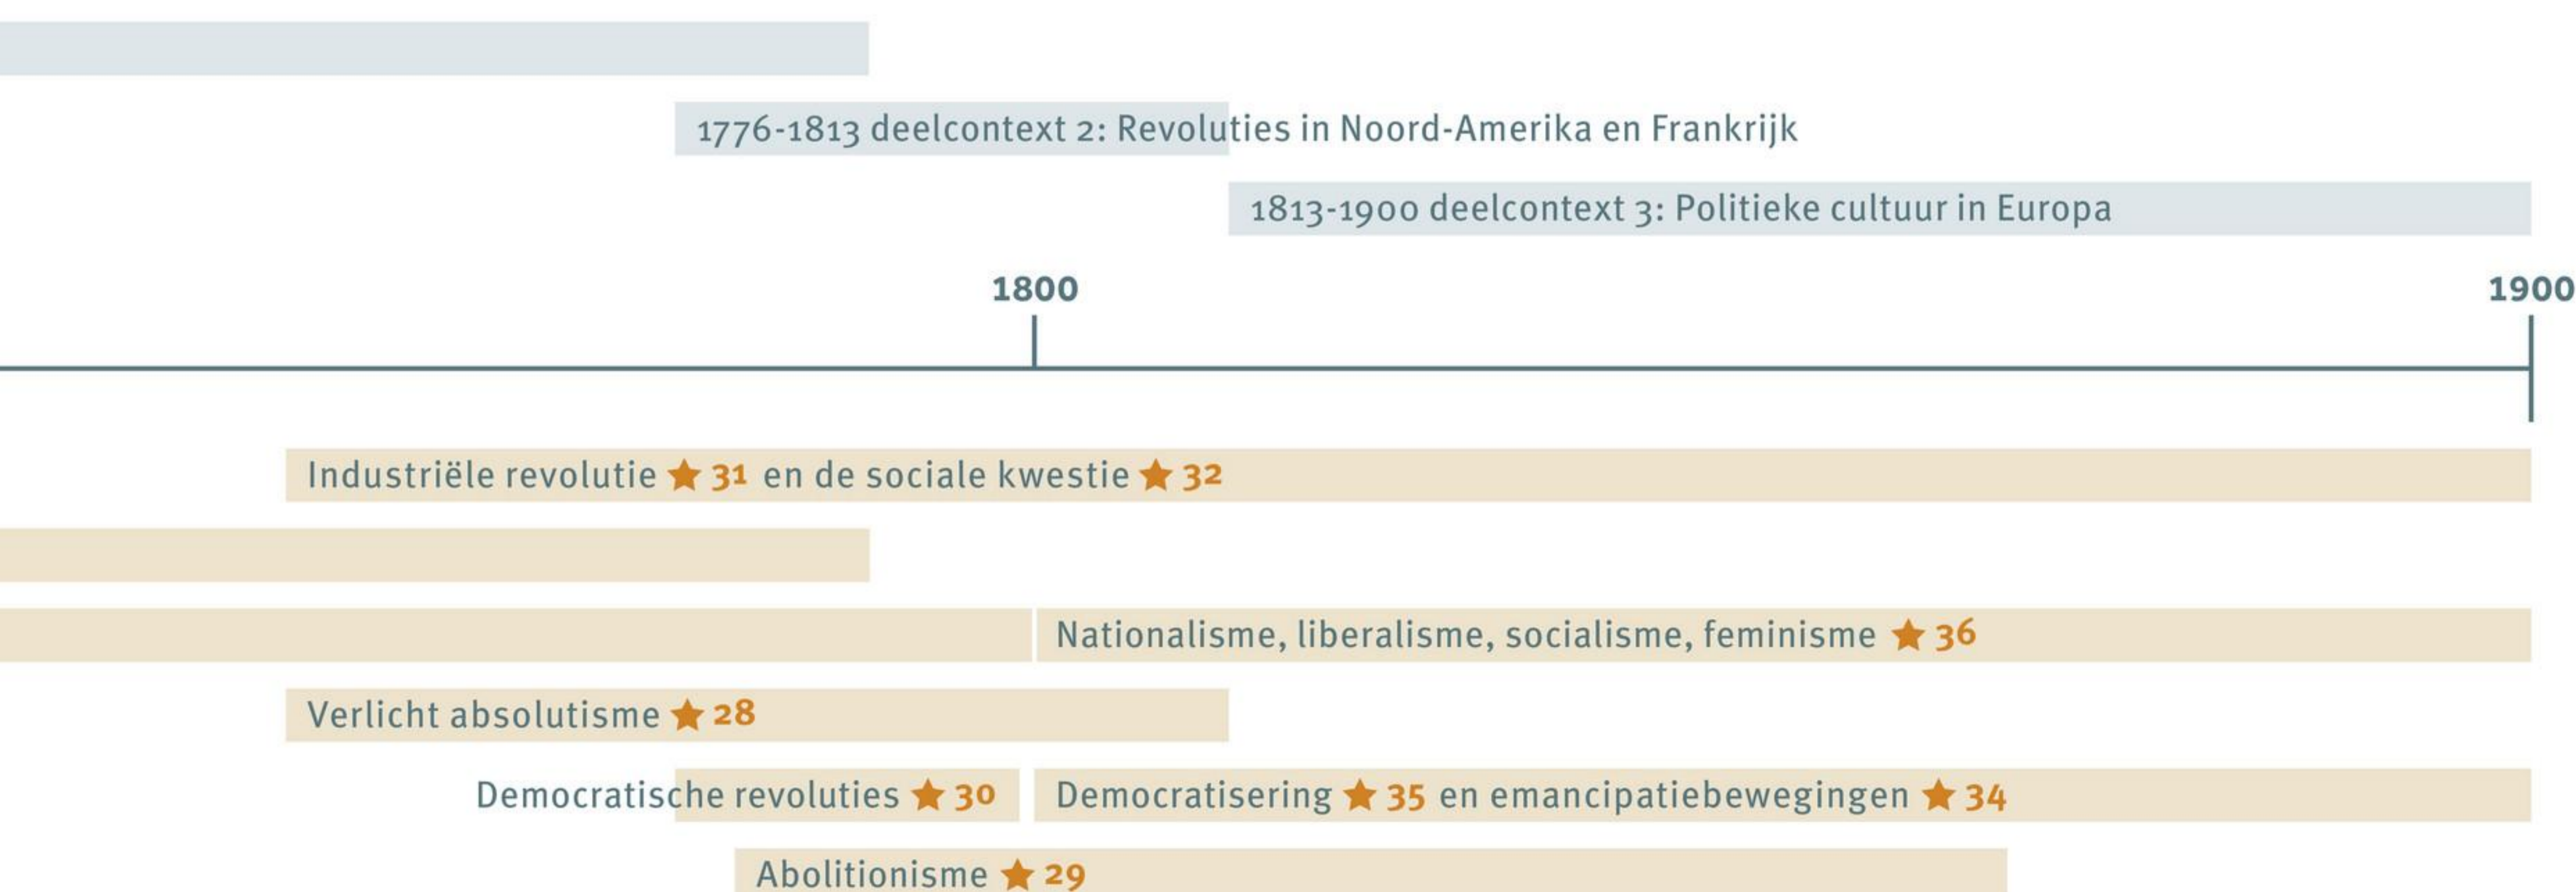 1776-1813 deelcontext 2: Revoluties in Noord-Amerika en Frankrijk
1813-1900 deelcontext 3: Politieke cultuur in Europa
1800
1900
Industriële revolutie ★ 31 en de sociale kwestie ★ 32
Nationalisme, liberalisme, socialisme, feminisme ★ 36
Verlicht absolutisme ★ 28
Democratische revoluties ★ 30
Democratisering ★ 35 en emancipatiebewegingen ★ 34
Abolitionisme ★ 29